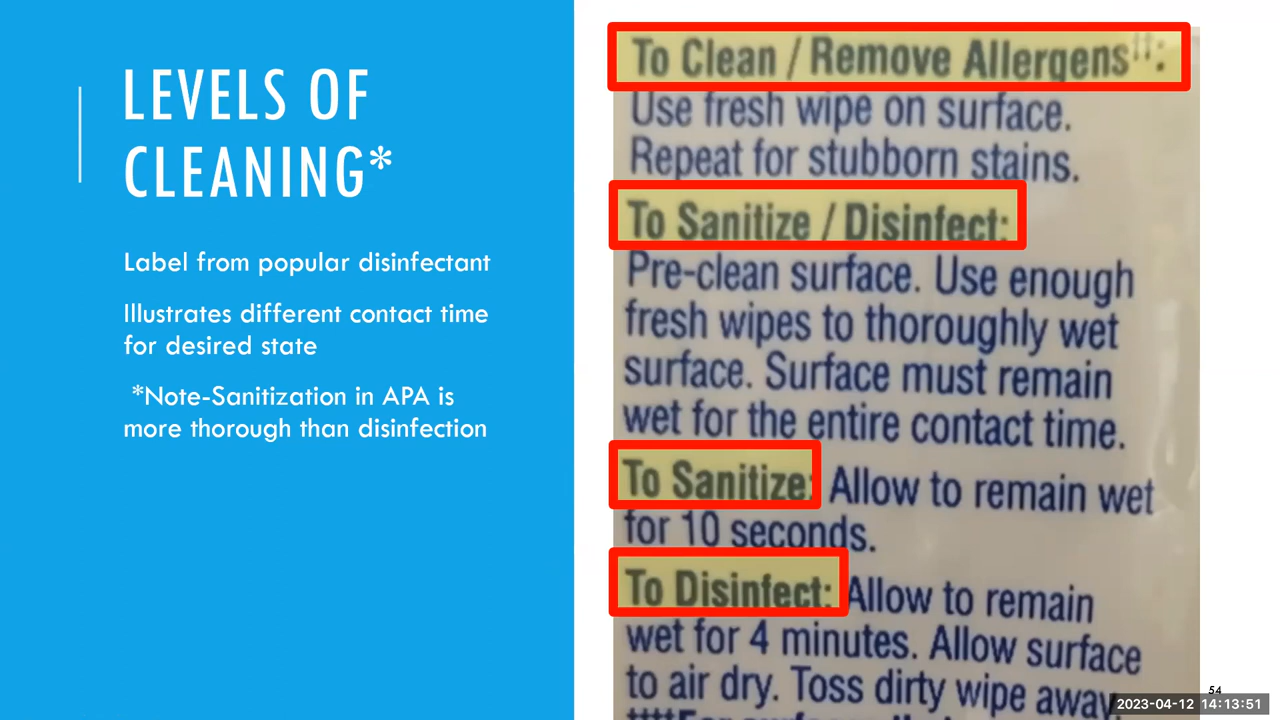 LEVELS OF
CLEANING*
Label from popular disinfectant
Illustrates different contact time
for desired state
*Note-Sanitization in APA is
more thorough than disinfection
To Clean / Remove Allergens††:
Use fresh wipe on surface.
Repeat for stubborn stains.
To Sanitize / Disinfect:
Pre-clean surface. Use enough
fresh wipes to thoroughly wet
surface. Surface must remain
wet for the entire contact time.
To Sanitize: Allow to remain wet
for 10 seconds.
To Disinfect: Allow to remain
wet for 4 minutes. Allow surface
to air dry. Toss dirty wipe away
54
2023-04-12 14:13:51